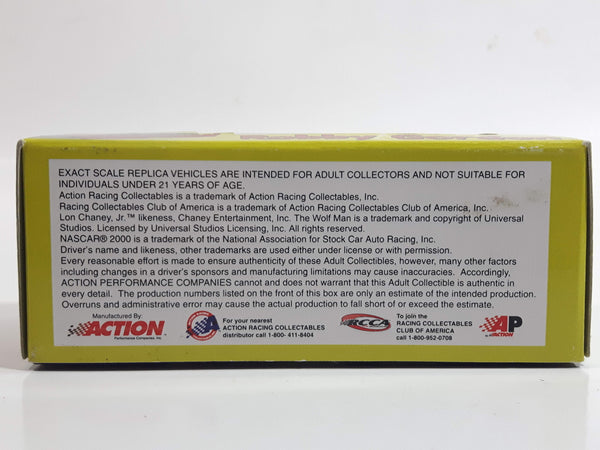 EXACT SCALE REPLICA VEHICLES ARE INTENDED FOR ADULT COLLECTORS AND NOT SUITABLE FOR
INDIVIDUALS UNDER 21 YEARS OF AGE.
Action Racing Collectables is a trademark of Action Racing Collectables, Inc.
Racing Collectables Club of America is a trademark of Action Racing Collectables Club of America, Inc.
Lon Chaney, Jr.™ likeness, Chaney Entertainment, Inc. The Wolf Man is a trademark and copyright of Universal
Studios. Licensed by Universal Studios Licensing, Inc. All rights reserved.
NASCAR® 2000 is a trademark of the National Association for Stock Car Auto Racing, Inc.
Driver's name and likeness, other trademarks are used either under license or with permission.
Every reasonable effort is made to ensure authenticity of these Adult Collectibles, however, many other factors
including changes in a driver's sponsors and manufacturing limitations may cause inaccuracies. Accordingly,
ACTION PERFORMANCE COMPANIES cannot and does not warrant that this Adult Collectible is authentic in
every detail. The production numbers listed on the front of this box are only an estimate of the intended production.
Overruns and administrative error may cause the actual production to fall short of or exceed the estimate.
Manufactured By:
ACTION
Performance Companies, Inc.
For your nearest
ACTION RACING COLLECTABLES
distributor call 1-800- 411-8404
RCCA
To join the
RACING COLLECTABLES
CLUB OF AMERICA
call 1-800-952-0708
AP
by ACTION